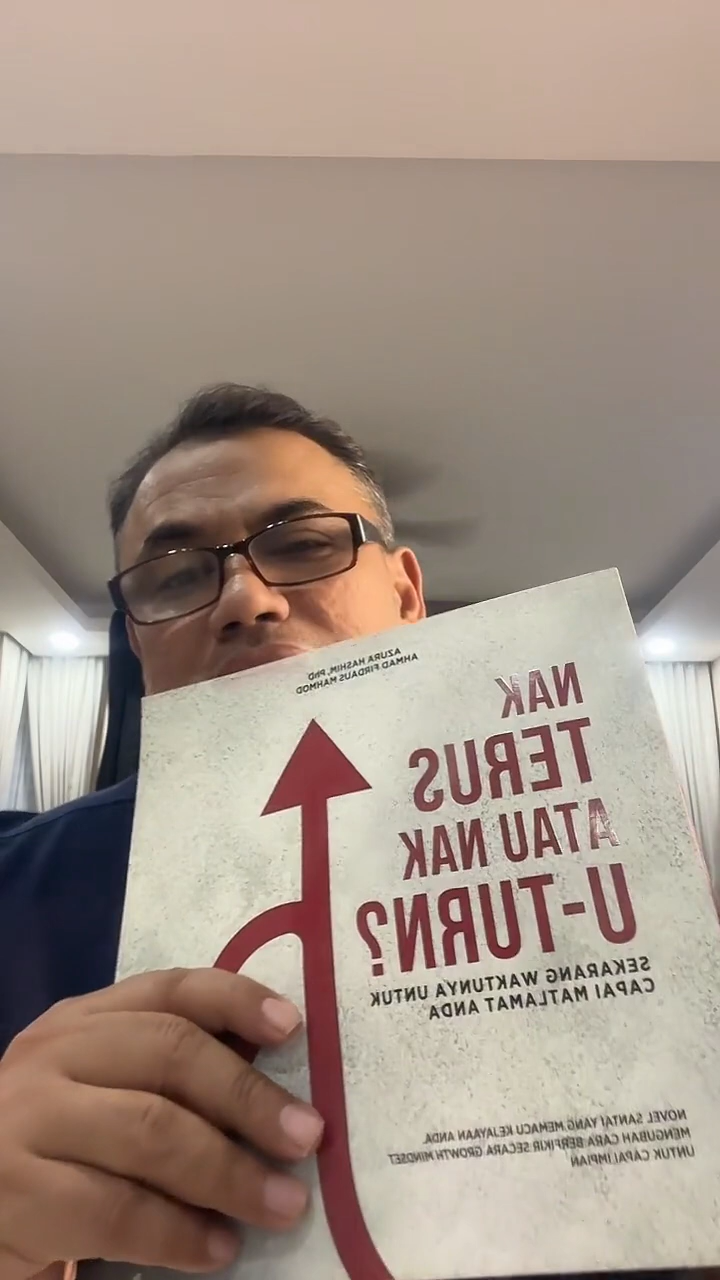 AZURA HASHIM, PhD
AHMAD FIRDAUS MAHMOD
NAK
TERUS
ATAU NAK
U-TURN?
SEKARANG WAKTUNYA UNTUK
CAPAI MATLAMAT ANDA
NOVEL SANTAI YANG MEMACU KEJAYAAN ANDA,
MENGUBAH CARA BERFIKIR SECARA GROWTH MINDSET
UNTUK CAPAI IMPIAN